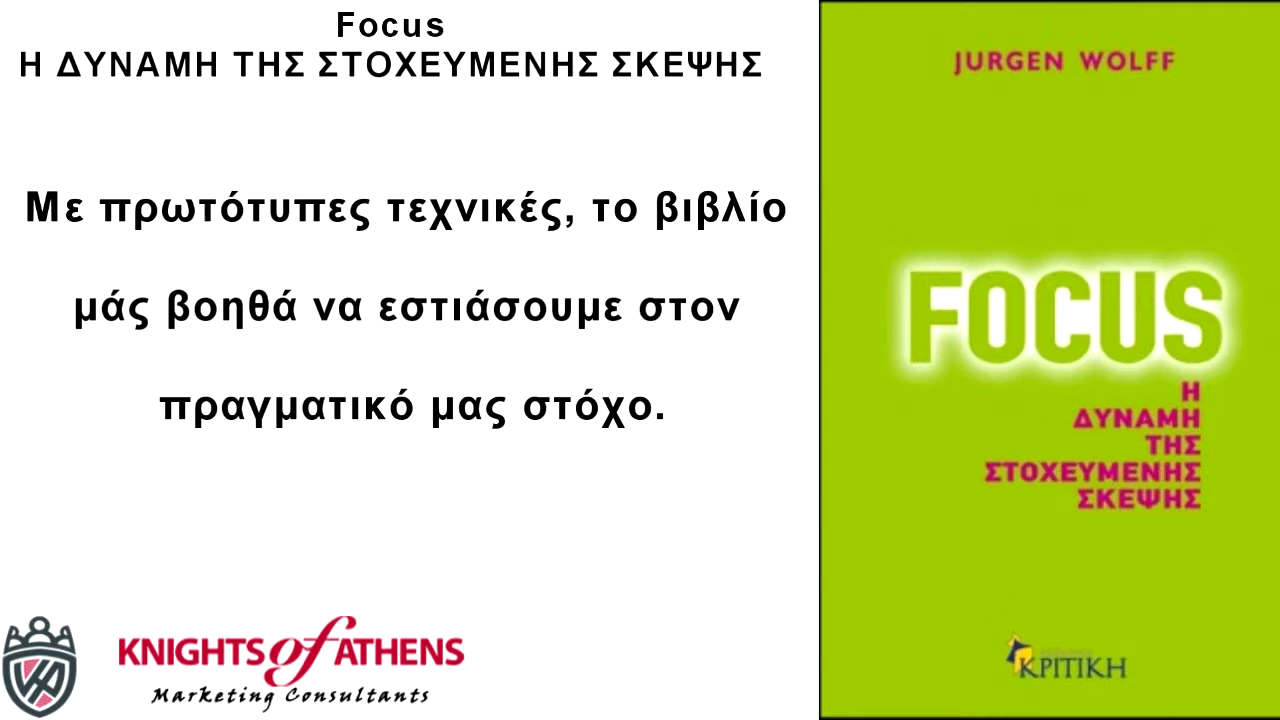 Focus
Η ΔΥΝΑΜΗ ΤΗΣ ΣΤΟΧΕΥΜΕΝΗΣ ΣΚΕΨΗΣ
Με πρωτότυπες τεχνικές, το βιβλίο
μάς βοηθά να εστιάσουμε στον
πραγματικό μας στόχο.
KNIGHTS of ATHENS
Marketing Consultants
JURGEN WOLFF
FOCUS
Η
ΔΥΝΑΜΗ
ΤΗΣ
ΣΤΟΧΕΥΜΕΝΗΣ
ΣΚΕΨΗΣ
ΚΡΙΤΙΚΗ